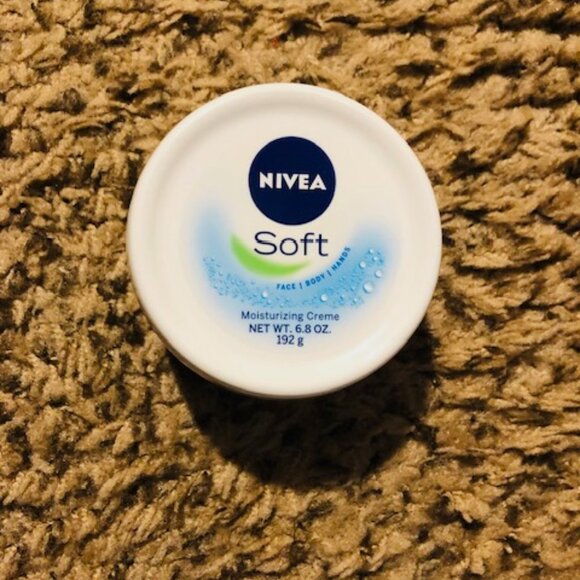 NIVEA
Soft
FACE | BODY | HANDS
Moisturizing Creme
NET WT. 6.8 OZ.
192 g